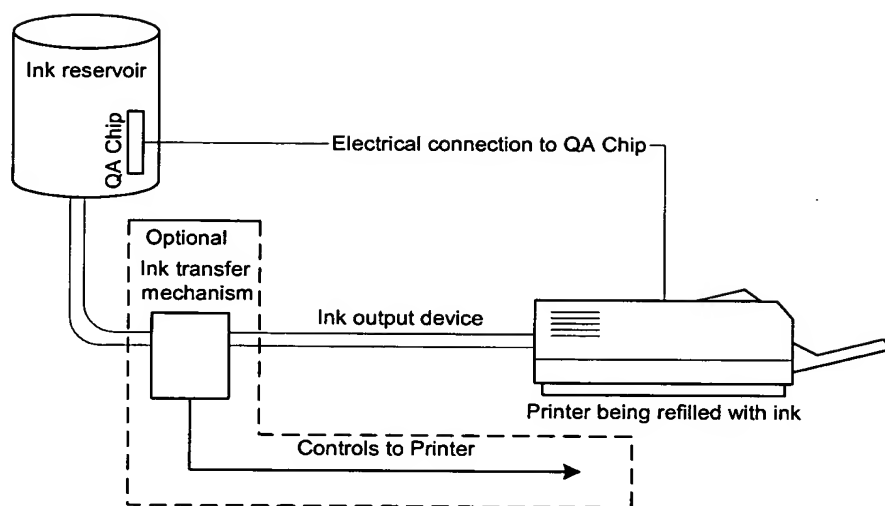 Ink reservoir
QA Chip
Electrical connection to QA Chip
Optional
Ink transfer
mechanism
Ink output device
Printer being refilled with ink
Controls to Printer